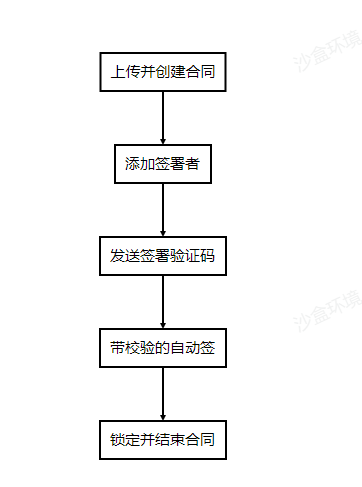 沙盒环境
上传并创建合同
添加签署者
发送签署验证码
沙盒环境
带校验的自动签
锁定并结束合同